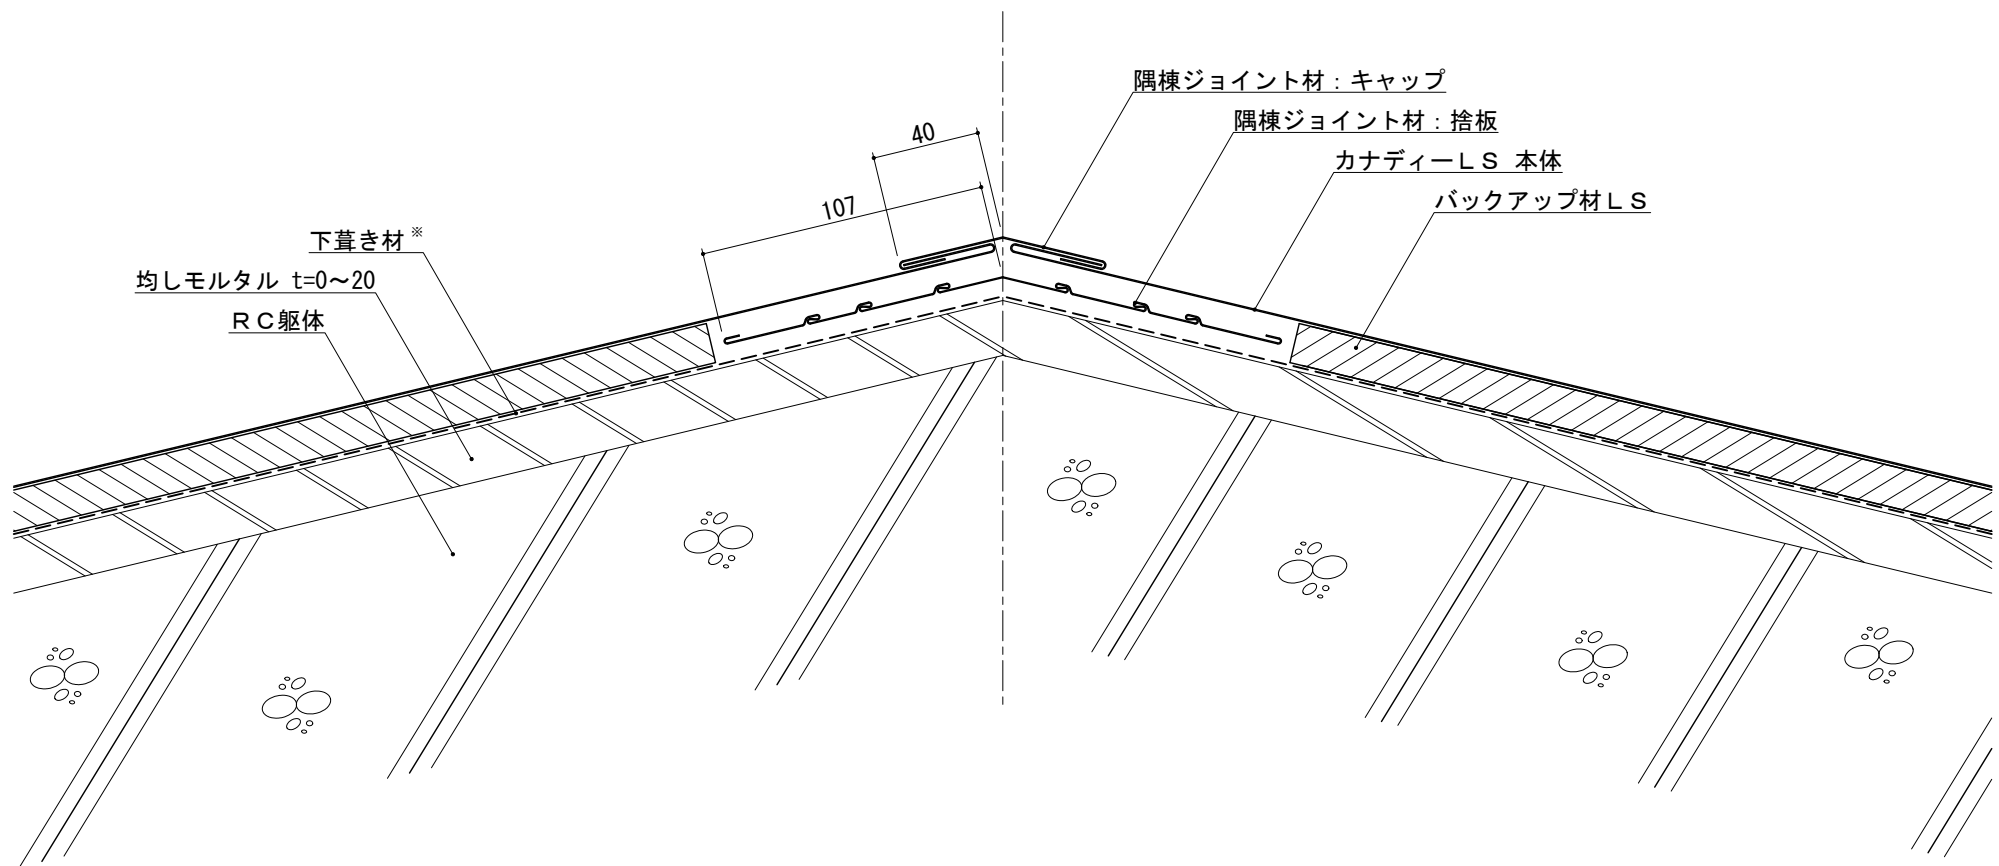 隅棟ジョイント材：キャップ
隅棟ジョイント材：捨板
カナディーＬＳ 本体
バックアップ材ＬＳ
40
107
下葺き材※
均しモルタル t=0～20
ＲＣ躯体